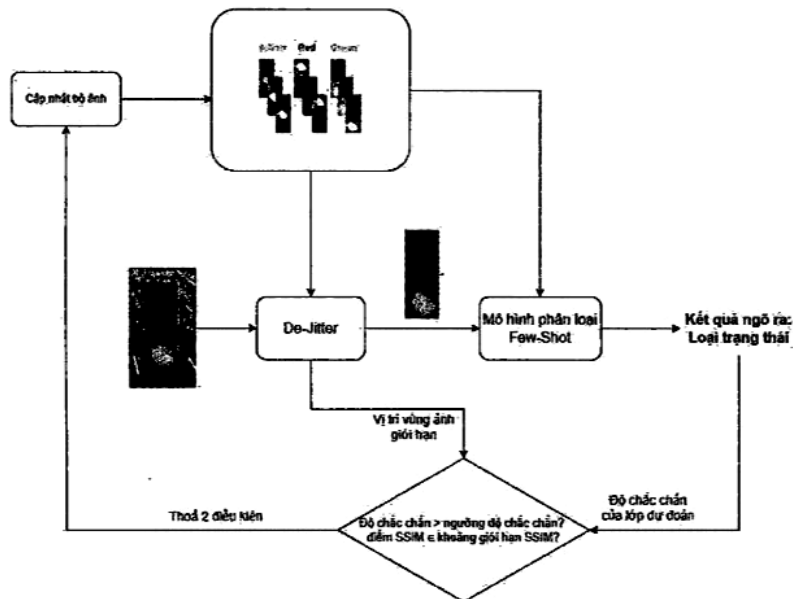 Red
Cập nhật bộ ảnh
De-Jitter
Mô hình phân loại
Few-Shot
Kết quả ngõ ra:
Loại trạng thái
Vị trí vùng ảnh
giới hạn
Thoả 2 điều kiện
Độ chắc chắn > ngưỡng độ chắc chắn?
điểm SSIM ∈ khoảng giới hạn SSIM?
Độ chắc chắn
của lớp dự đoán